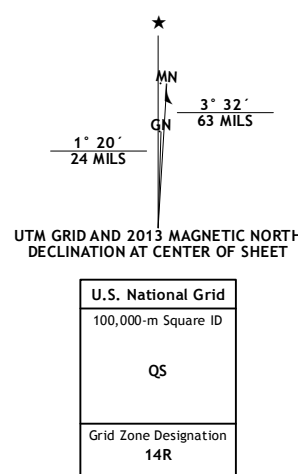 ★
MN
GN
3° 32´
63 MILS
1° 20´
24 MILS
UTM GRID AND 2013 MAGNETIC NORTH
DECLINATION AT CENTER OF SHEET
U.S. National Grid
100,000-m Square ID
QS
Grid Zone Designation
14R